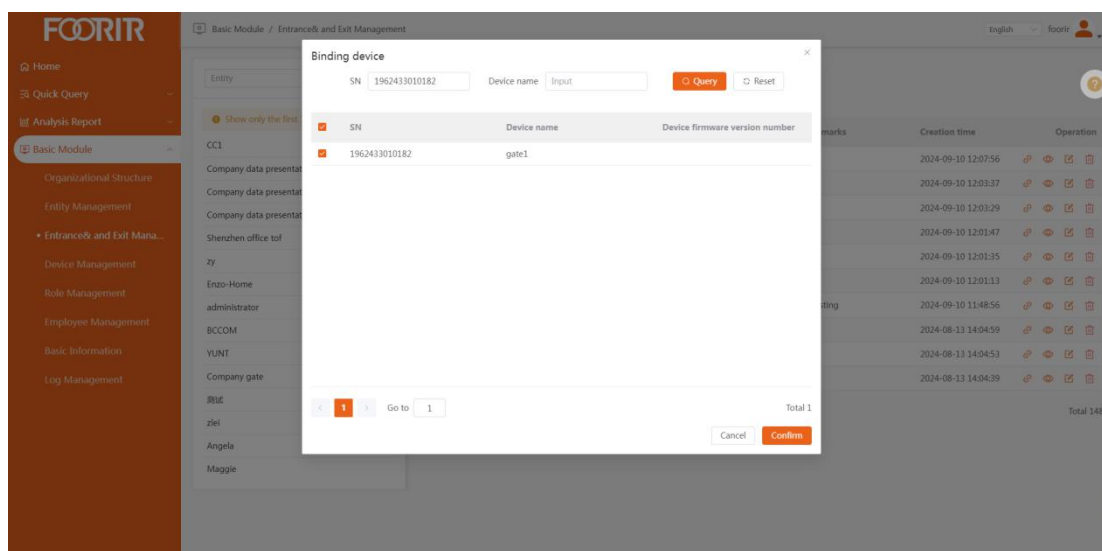 FOORIR
Basic Module / Entrance& and Exit Management
English
foorir
Home
Quick Query
Analysis Report
Basic Module
Organizational Structure
Entity Management
• Entrance& and Exit Mana...
Device Management
Role Management
Employee Management
Basic Information
Log Management
Entity
Show only the first
CC1
Company data presentat
Company data presentat
Company data presentat
Shenzhen office tof
zy
Enzo-Home
administrator
BCCOM
YUNT
Company gate
测试
zlei
Angela
Maggie
Binding device
SN 1962433010182 Device name Input Query Reset
SN Device name Device firmware version number
1962433010182 gate1
1 Go to 1 Total 1
Cancel Confirm
marks Creation time Operation
2024-09-10 12:07:56
2024-09-10 12:03:37
2024-09-10 12:03:29
2024-09-10 12:01:47
2024-09-10 12:01:35
2024-09-10 12:01:13
sting 2024-09-10 11:48:56
2024-08-13 14:04:59
2024-08-13 14:04:53
2024-08-13 14:04:39
Total 148